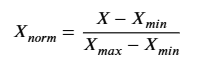 X_norm = (X − X_min) / (X_max − X_min)